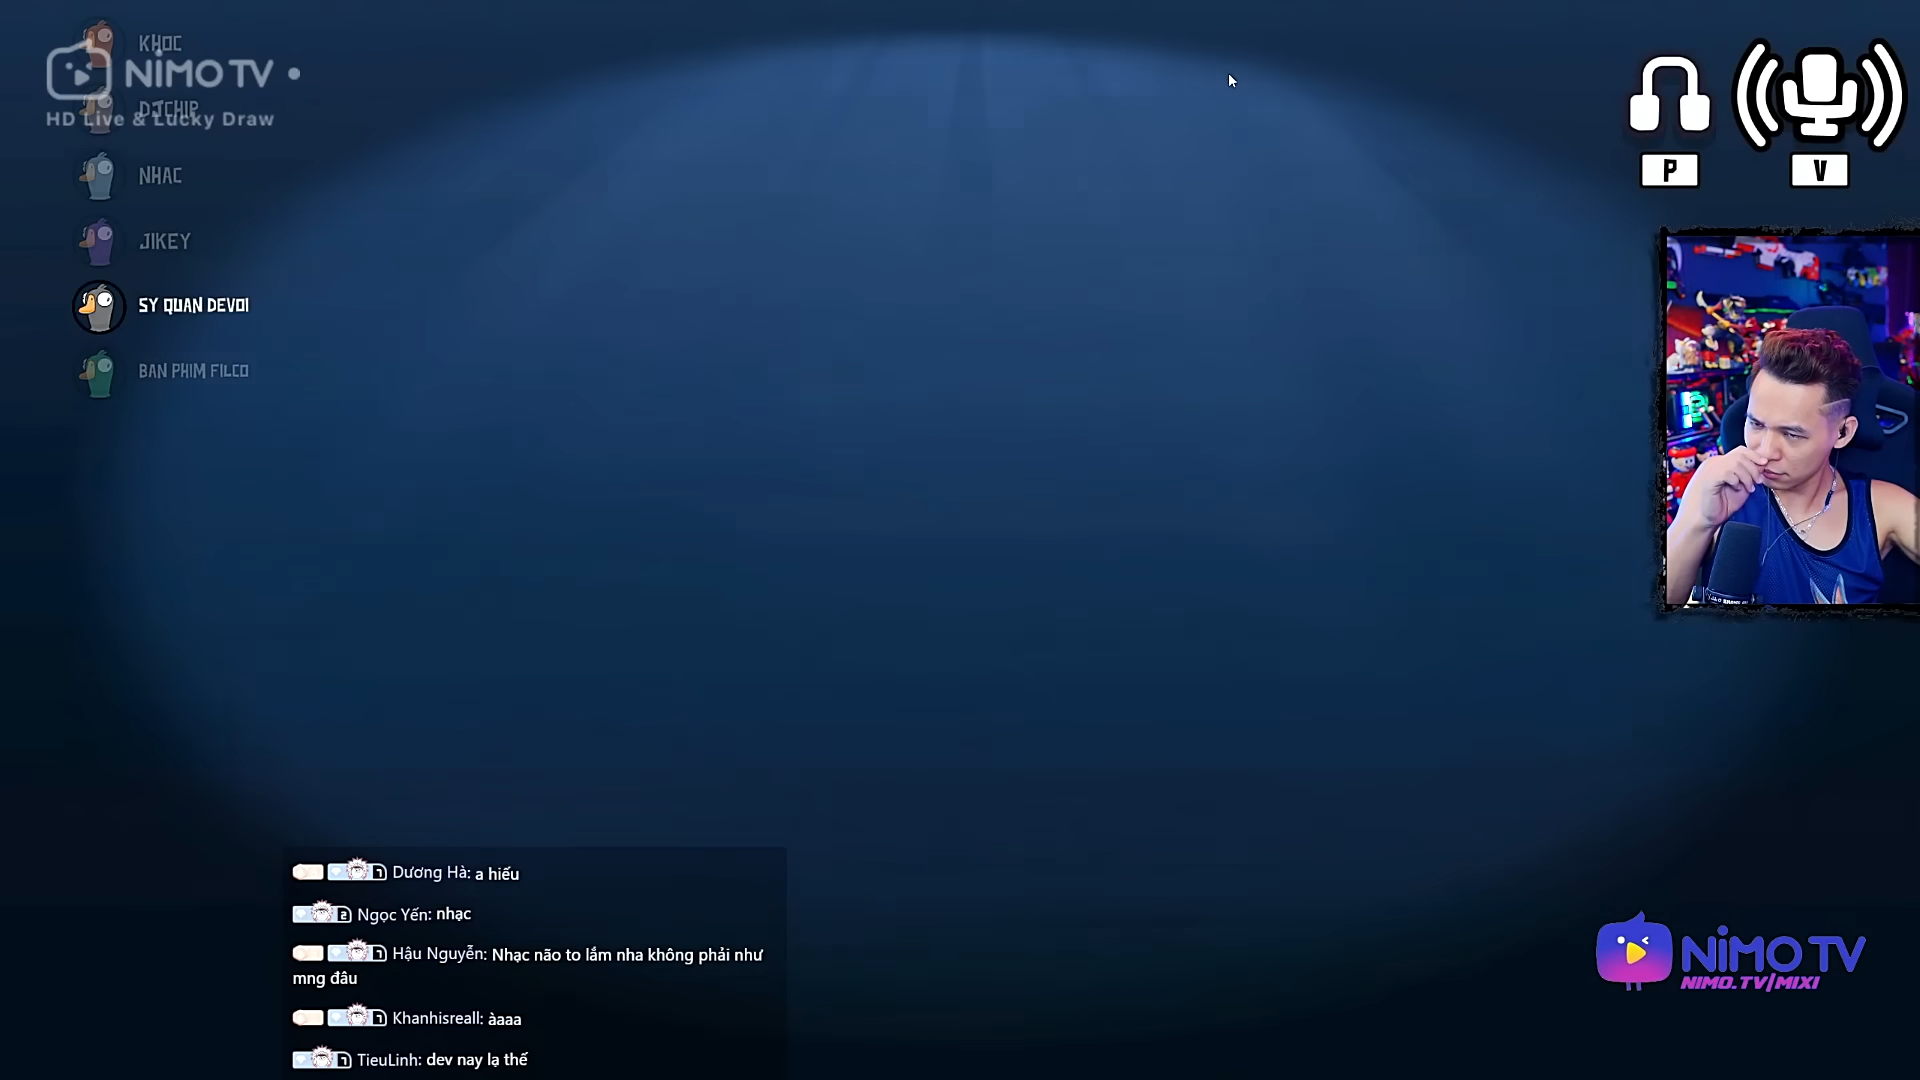 KHOC
NIMO TV
DJCHIP
HD Live & Lucky Draw
NHAC
JIKEY
SY QUAN DEVOI
BAN PHIM FILCO
P
V
Dương Hà: a hiếu
Ngọc Yến: nhạc
Hậu Nguyễn: Nhạc não to lắm nha không phải như
mng đâu
Khanhisreall: àaaa
TieuLinh: dev nay lạ thế
NIMO TV
NIMO.TV/MIXI